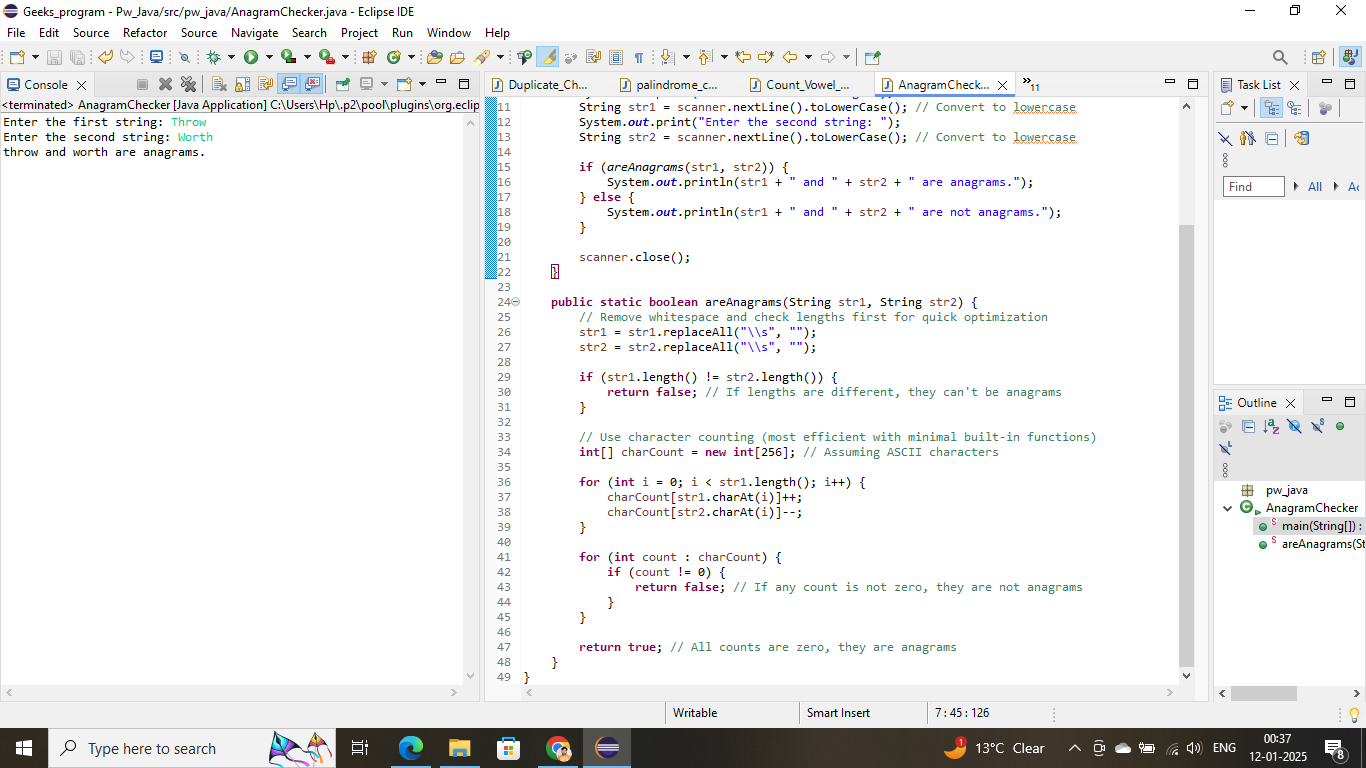 Geeks_program - Pw_Java/src/pw_java/AnagramChecker.java - Eclipse IDE
File Edit Source Refactor Source Navigate Search Project Run Window Help
Console
<terminated> AnagramChecker [Java Application] C:\Users\Hp\.p2\pool\plugins\org.eclip
Enter the first string: Throw
Enter the second string: Worth
throw and worth are anagrams.
Duplicate_Ch... palindrome_c... Count_Vowel_... AnagramCheck... »11
11 String str1 = scanner.nextLine().toLowerCase(); // Convert to lowercase
12 System.out.print("Enter the second string: ");
13 String str2 = scanner.nextLine().toLowerCase(); // Convert to lowercase
14
15 if (areAnagrams(str1, str2)) {
16 System.out.println(str1 + " and " + str2 + " are anagrams.");
17 } else {
18 System.out.println(str1 + " and " + str2 + " are not anagrams.");
19 }
20
21 scanner.close();
22 }
23
24 public static boolean areAnagrams(String str1, String str2) {
25 // Remove whitespace and check lengths first for quick optimization
26 str1 = str1.replaceAll("\\s", "");
27 str2 = str2.replaceAll("\\s", "");
28
29 if (str1.length() != str2.length()) {
30 return false; // If lengths are different, they can't be anagrams
31 }
32
33 // Use character counting (most efficient with minimal built-in functions)
34 int[] charCount = new int[256]; // Assuming ASCII characters
35
36 for (int i = 0; i < str1.length(); i++) {
37 charCount[str1.charAt(i)]++;
38 charCount[str2.charAt(i)]--;
39 }
40
41 for (int count : charCount) {
42 if (count != 0) {
43 return false; // If any count is not zero, they are not anagrams
44 }
45 }
46
47 return true; // All counts are zero, they are anagrams
48 }
49 }
Task List
Find All Ac
Outline
pw_java
AnagramChecker
main(String[]) :
areAnagrams(St
Writable Smart Insert 7 : 45 : 126
Type here to search
1 13°C Clear ENG 00:37
12-01-2025 8